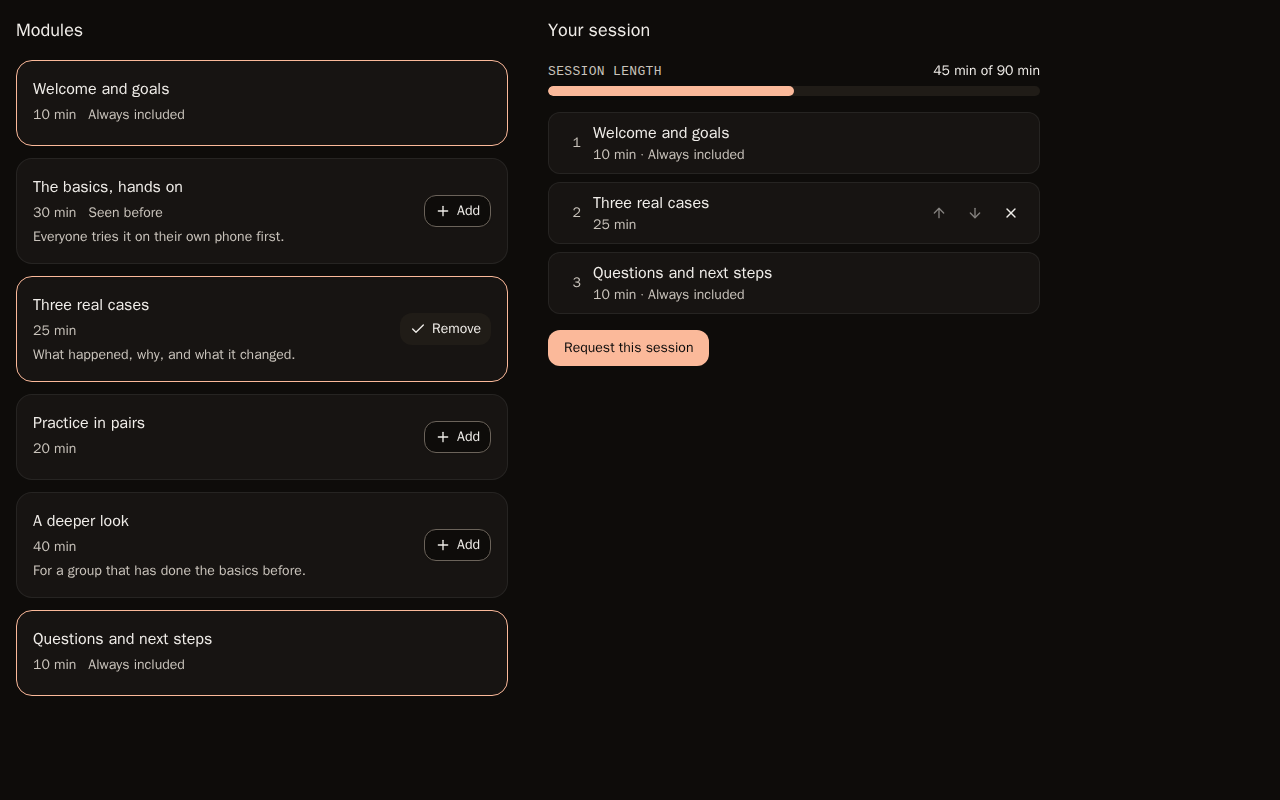 Modules
Welcome and goals
10 min Always included
The basics, hands on
30 min Seen before
Everyone tries it on their own phone first.
Add
Three real cases
25 min
What happened, why, and what it changed.
Remove
Practice in pairs
20 min
Add
A deeper look
40 min
For a group that has done the basics before.
Add
Questions and next steps
10 min Always included
Your session
SESSION LENGTH 45 min of 90 min
1 Welcome and goals
10 min · Always included
2 Three real cases
25 min
3 Questions and next steps
10 min · Always included
Request this session